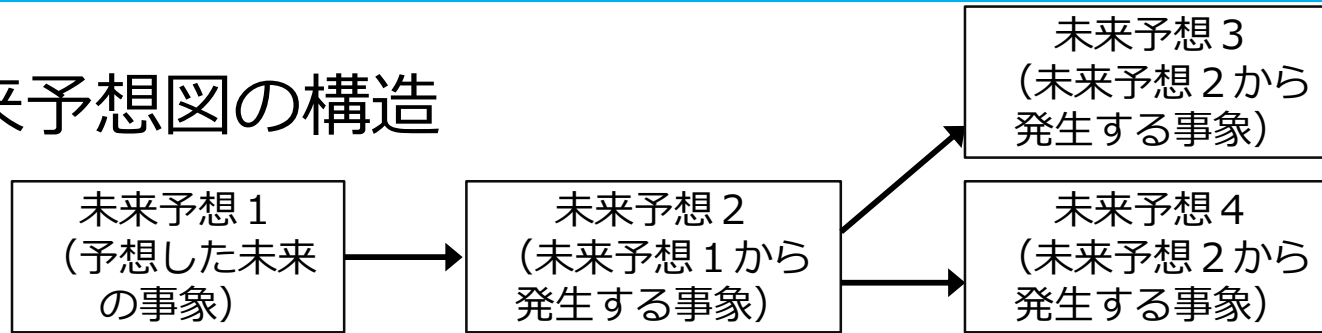 来予想図の構造
未来予想１
（予想した未来
の事象）
未来予想２
（未来予想１から
発生する事象）
未来予想３
（未来予想２から
発生する事象）
未来予想４
（未来予想２から
発生する事象）